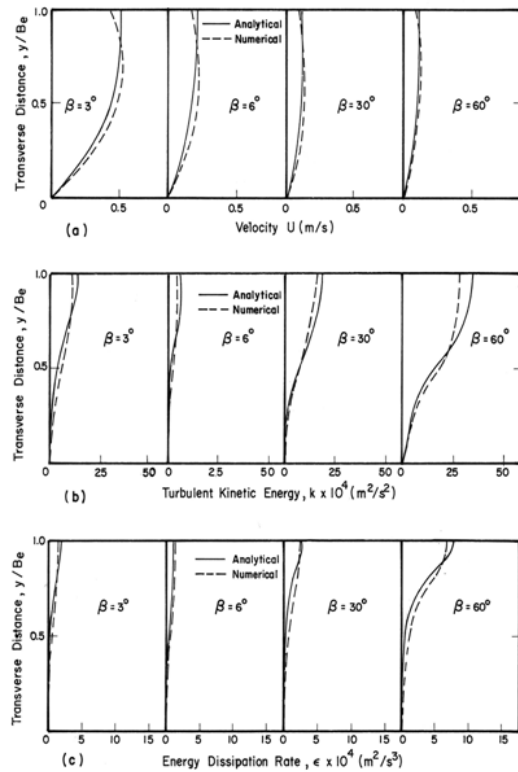 1.0
0.5
0
Transverse Distance, y/Be
Analytical
Numerical
β = 3°
β = 6°
β = 30°
β = 60°
0.5
0
0.5
0
0.5
0
0.5
(a)
Velocity U (m/s)
1.0
0.5
Transverse Distance, y/Be
Analytical
Numerical
β = 3°
β = 6°
β = 30°
β = 60°
0
25
50
0
25
50
0
25
50
0
25
50
(b)
Turbulent Kinetic Energy, k x 10⁴ (m²/s²)
1.0
0.5
Transverse Distance, y/Be
Analytical
Numerical
β = 3°
β = 6°
β = 30°
β = 60°
0
5
10
15
0
5
10
15
0
5
10
15
0
5
10
15
(c)
Energy Dissipation Rate, ϵ x 10⁴ (m²/s³)